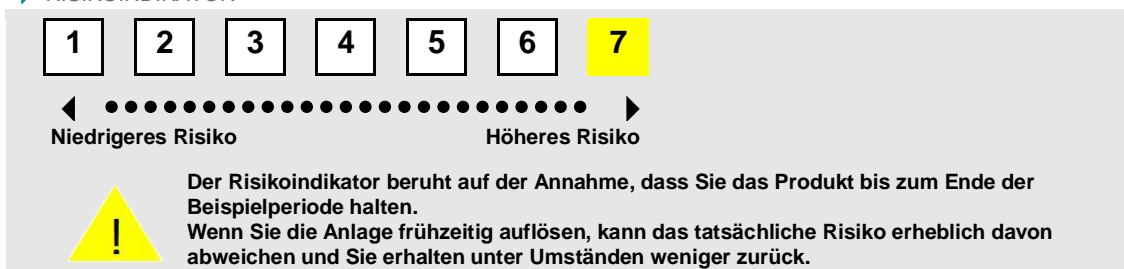 RISIKOINDIKATOR
1 2 3 4 5 6 7
Niedrigeres Risiko Höheres Risiko
Der Risikoindikator beruht auf der Annahme, dass Sie das Produkt bis zum Ende der
Beispielperiode halten.
Wenn Sie die Anlage frühzeitig auflösen, kann das tatsächliche Risiko erheblich davon
abweichen und Sie erhalten unter Umständen weniger zurück.
!